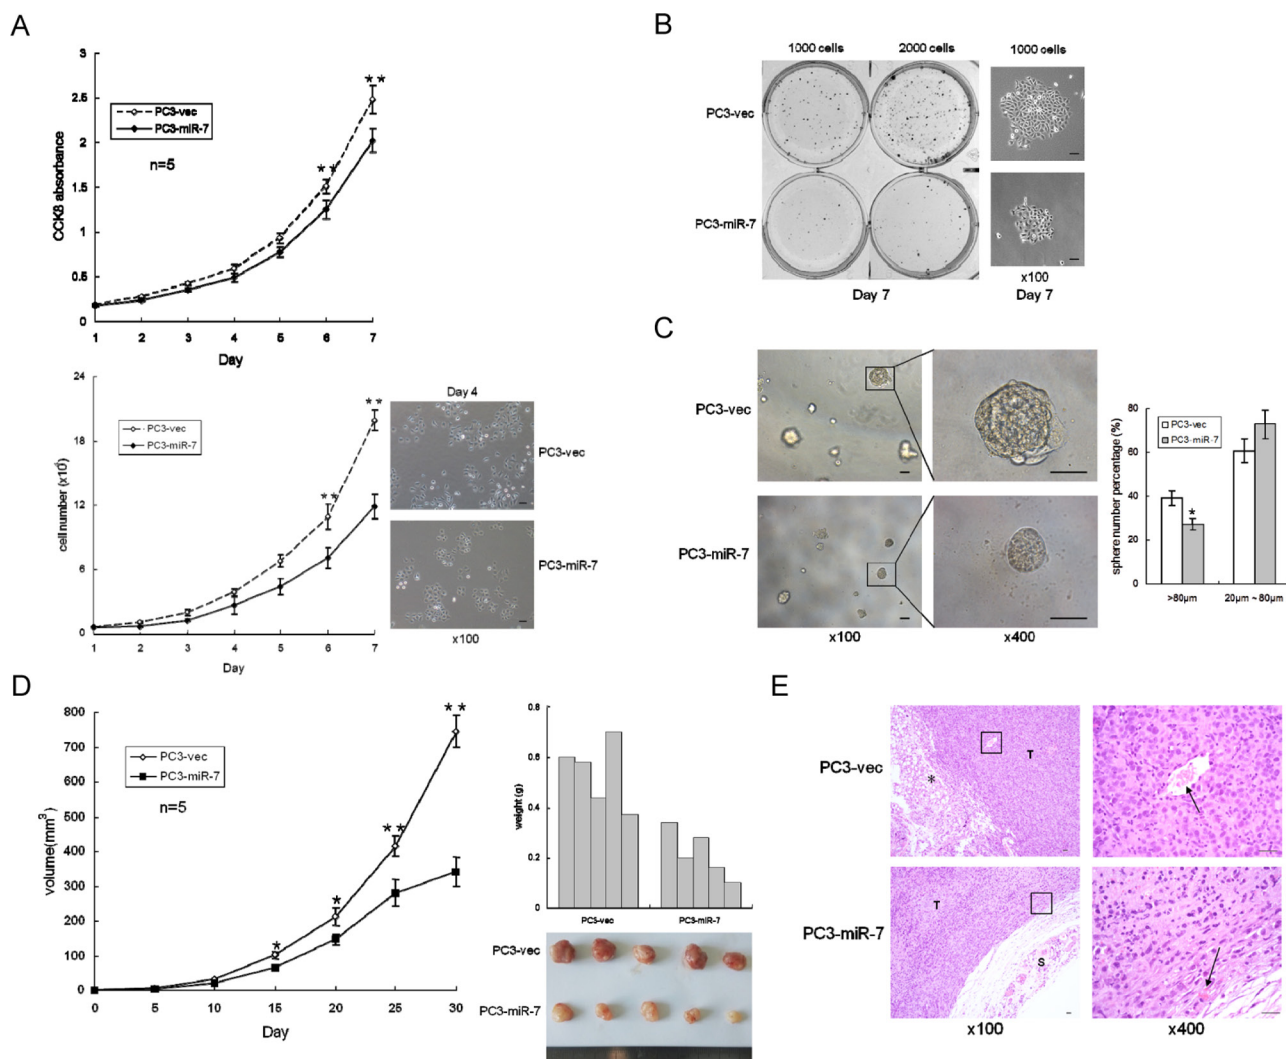 A
3
2.5
2
1.5
1
0.5
0
CCK8 absorbance
PC3-vec
PC3-miR-7
n=5
**
**
1 2 3 4 5 6 7
Day
24
18
12
6
0
cell number (x10⁴)
PC3-vec
PC3-miR-7
**
**
1 2 3 4 5 6 7
Day
Day 4
PC3-vec
PC3-miR-7
x100
B
1000 cells 2000 cells 1000 cells
PC3-vec
PC3-miR-7
x100
Day 7 Day 7
C
PC3-vec
PC3-miR-7
x100 x400
80
60
40
20
0
sphere number percentage (%)
PC3-vec
PC3-miR-7
*
>80μm 20μm ~ 80μm
D
800
700
600
500
400
300
200
100
0
volume(mm³)
PC3-vec
PC3-miR-7
n=5
*
*
**
**
0 5 10 15 20 25 30
Day
0.8
0.6
0.4
0.2
0
weight (g)
PC3-vec PC3-miR-7
PC3-vec
PC3-miR-7
E
PC3-vec
T
*
PC3-miR-7
T
S
x100 x400